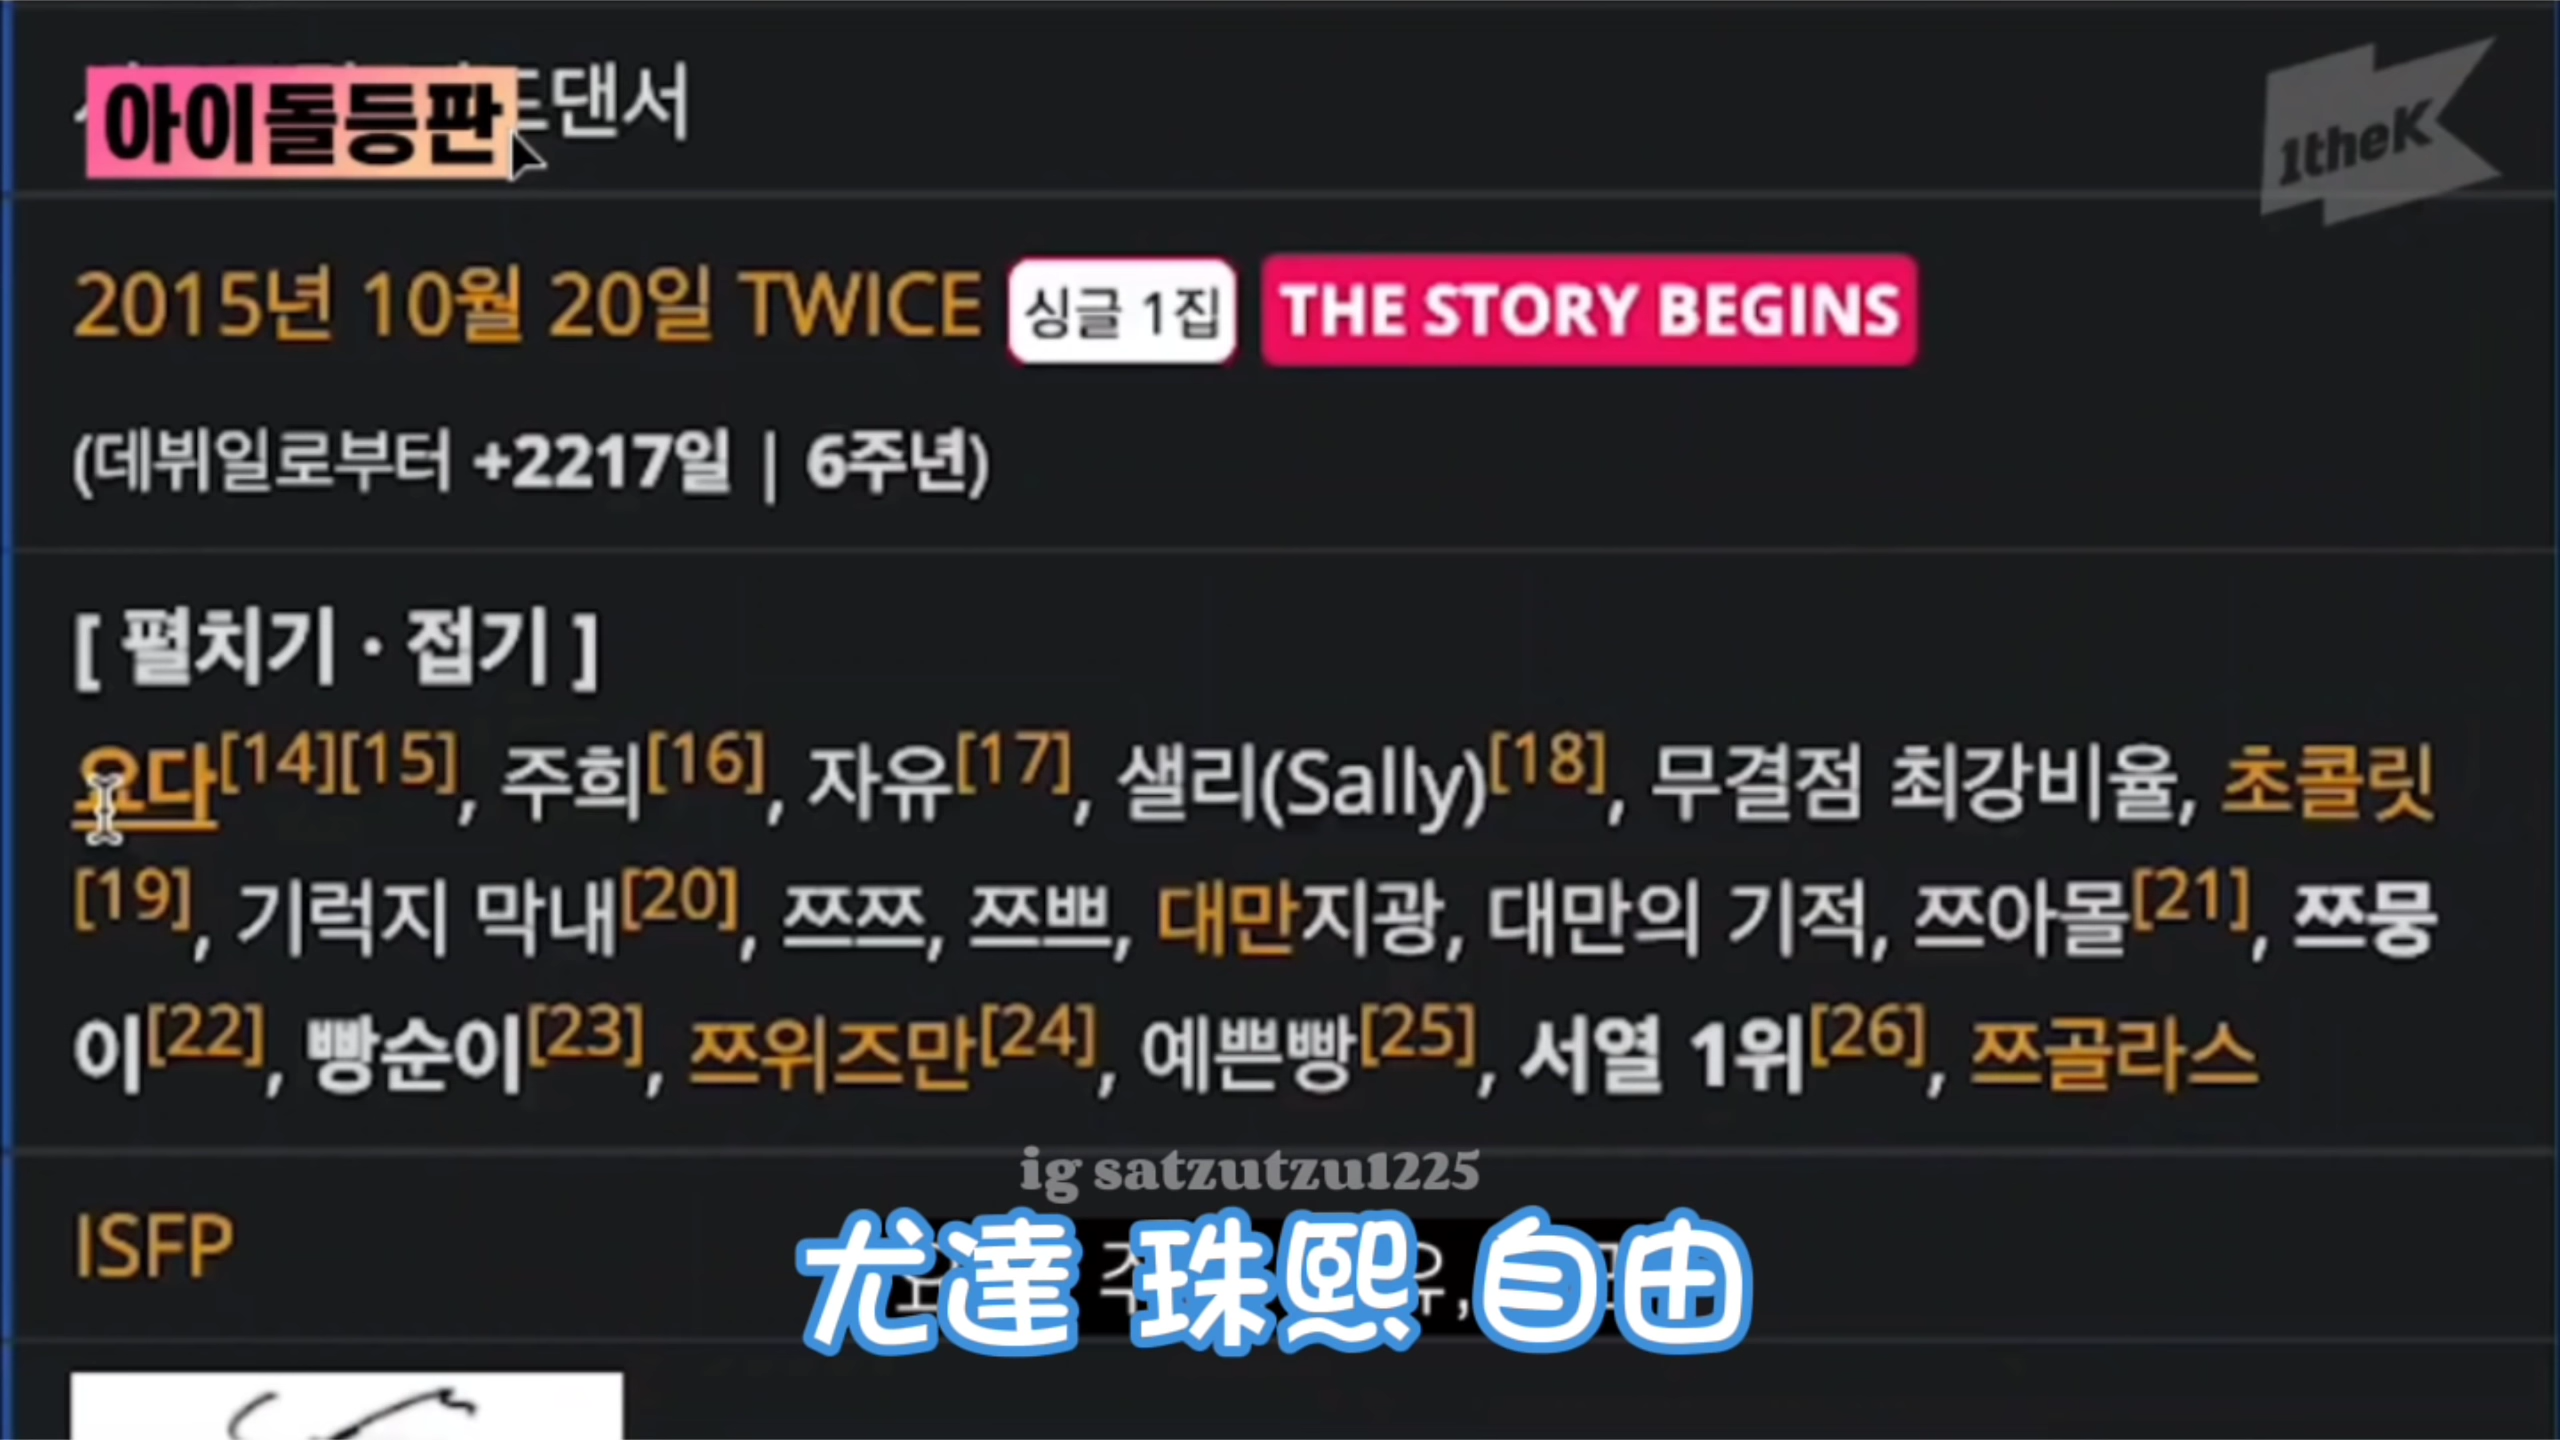 아이돌등판
드댄서
1theK
2015년 10월 20일 TWICE 싱글 1집 THE STORY BEGINS
(데뷔일로부터 +2217일 | 6주년)
[ 펼치기 · 접기 ]
요다[14][15], 주희[16], 자유[17], 샐리(Sally)[18], 무결점 최강비율, 초콜릿
[19], 기럭지 막내[20], 쯔쯔, 쯔쁘, 대만지광, 대만의 기적, 쯔아몰[21], 쯔뭉
이[22], 빵순이[23], 쯔위즈만[24], 예쁜빵[25], 서열 1위[26], 쯔골라스
ig satzutzu1225
ISFP
尤達 珠熙 自由